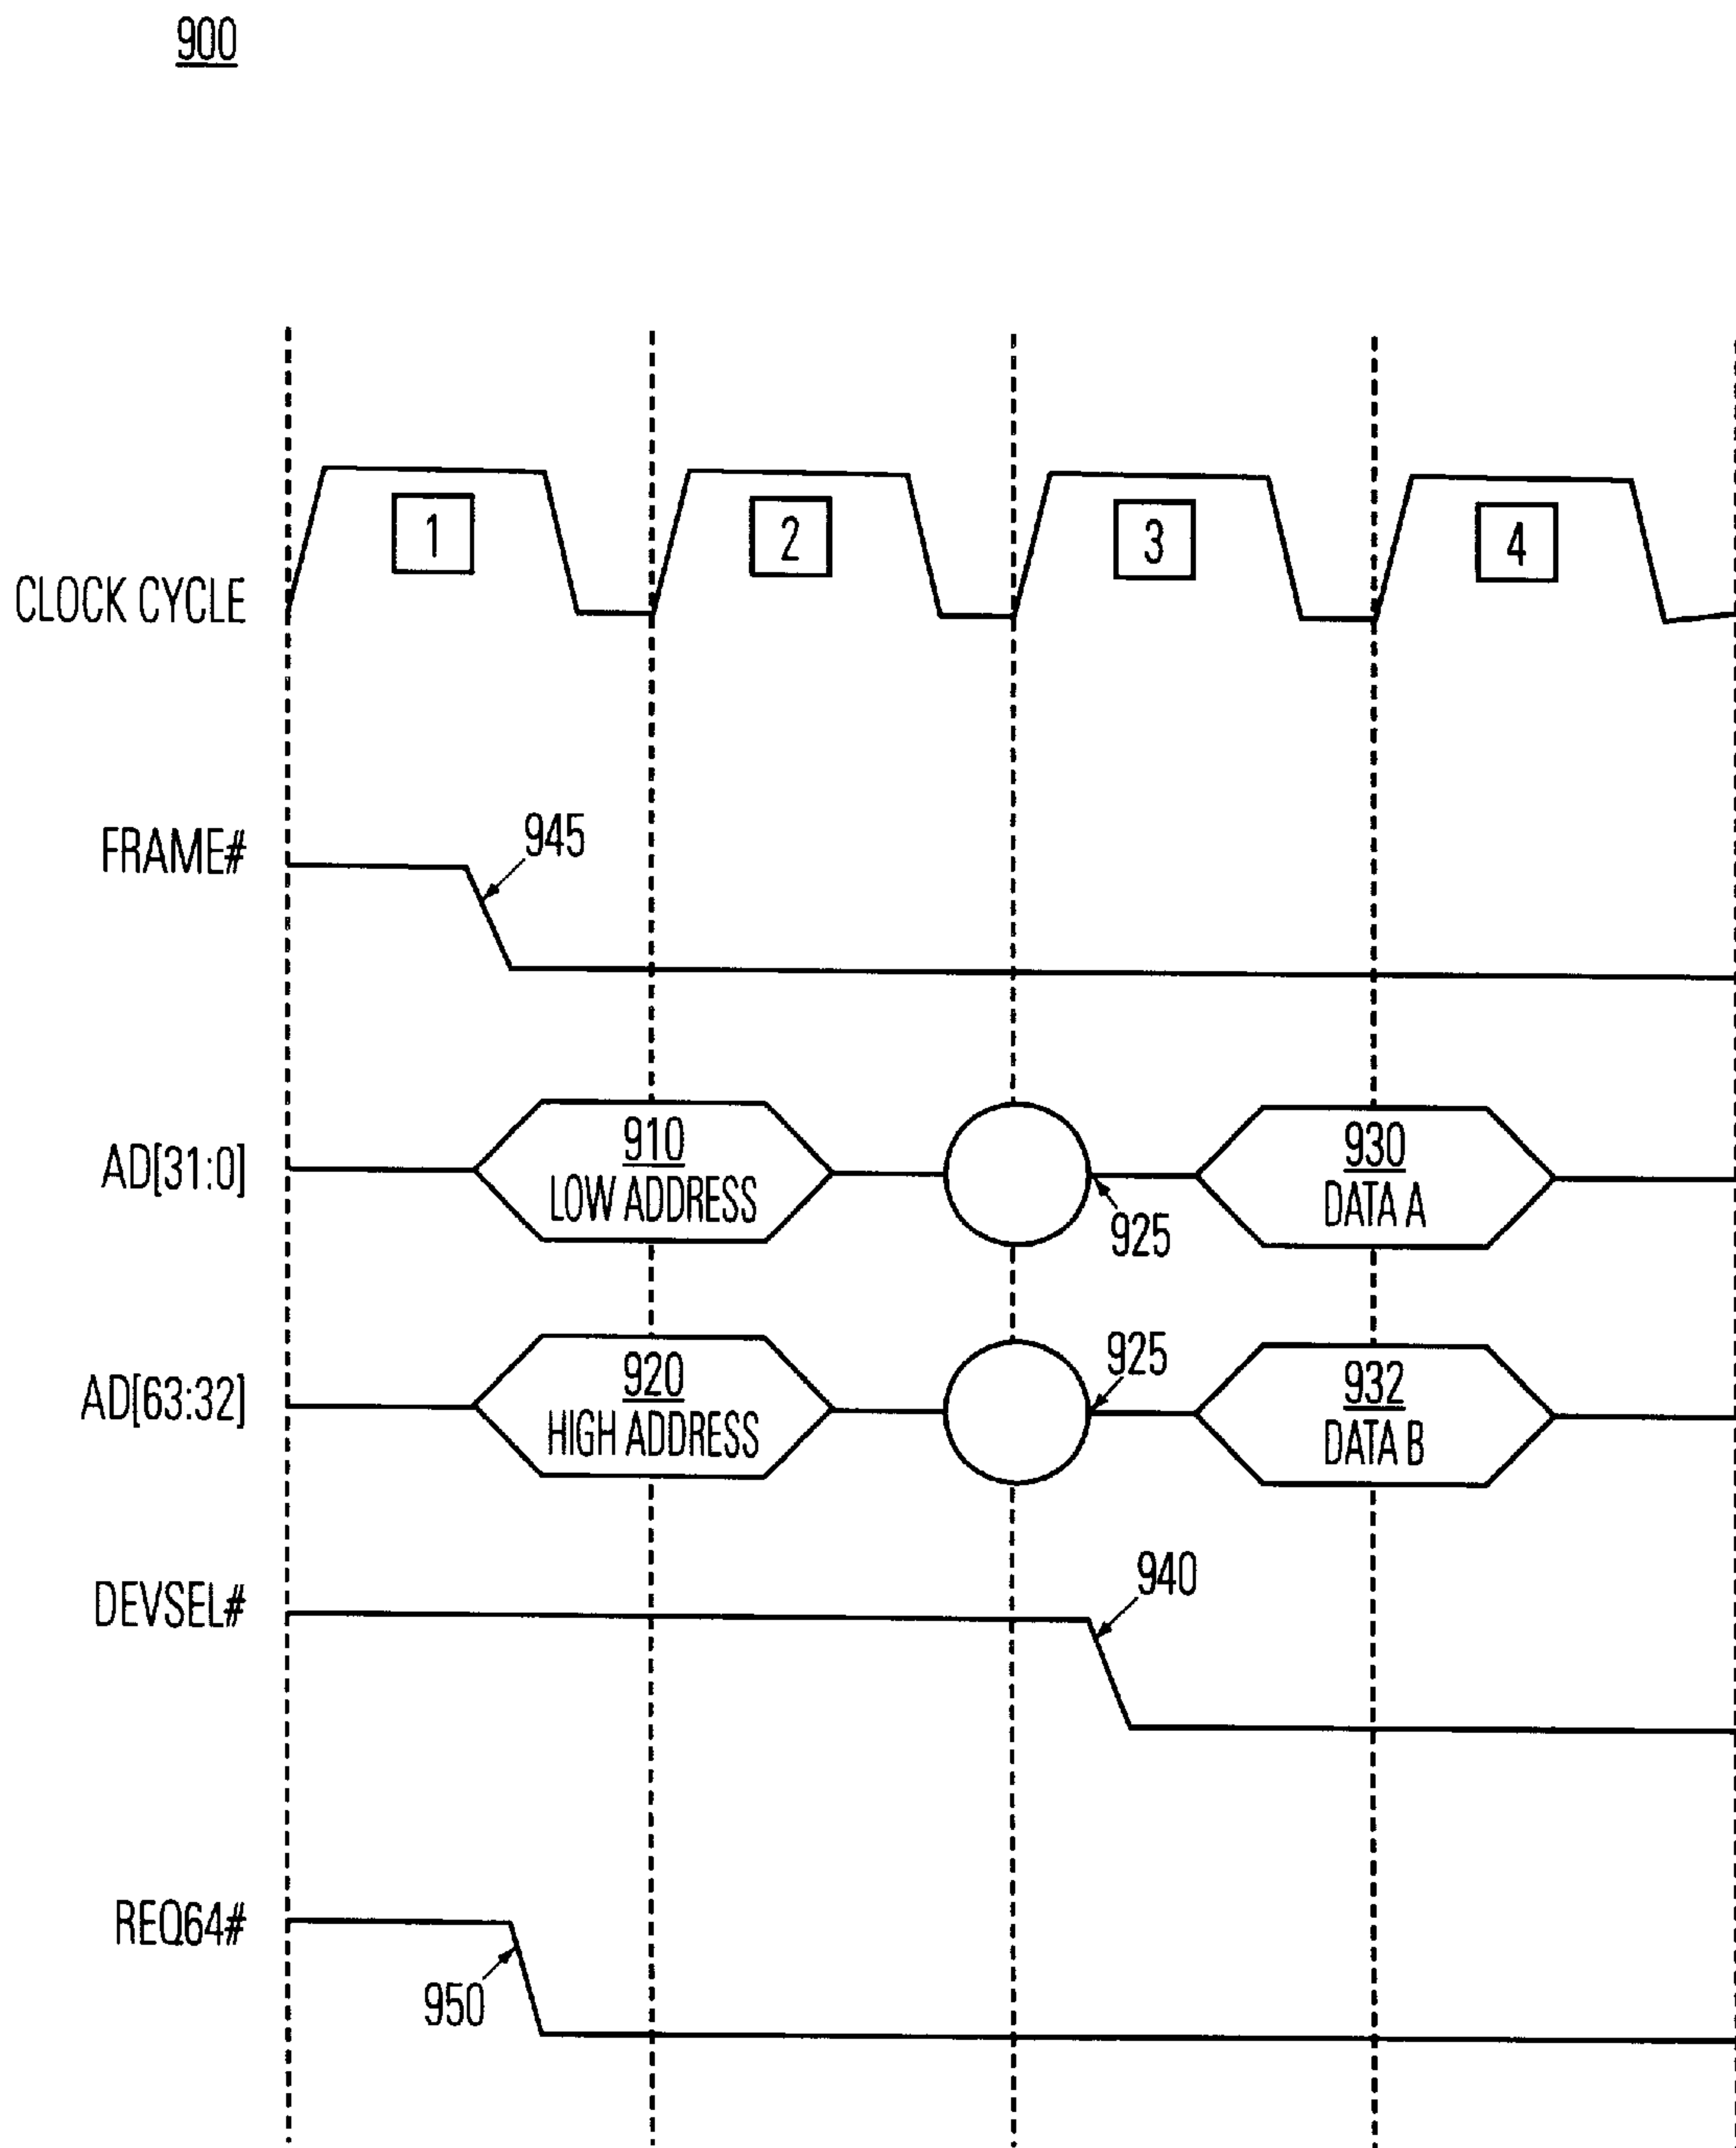 900
1
2
3
4
CLOCK CYCLE
FRAME#
945
AD[31:0]
910
LOW ADDRESS
925
930
DATA A
AD[63:32]
920
HIGH ADDRESS
925
932
DATA B
DEVSEL#
940
REQ64#
950